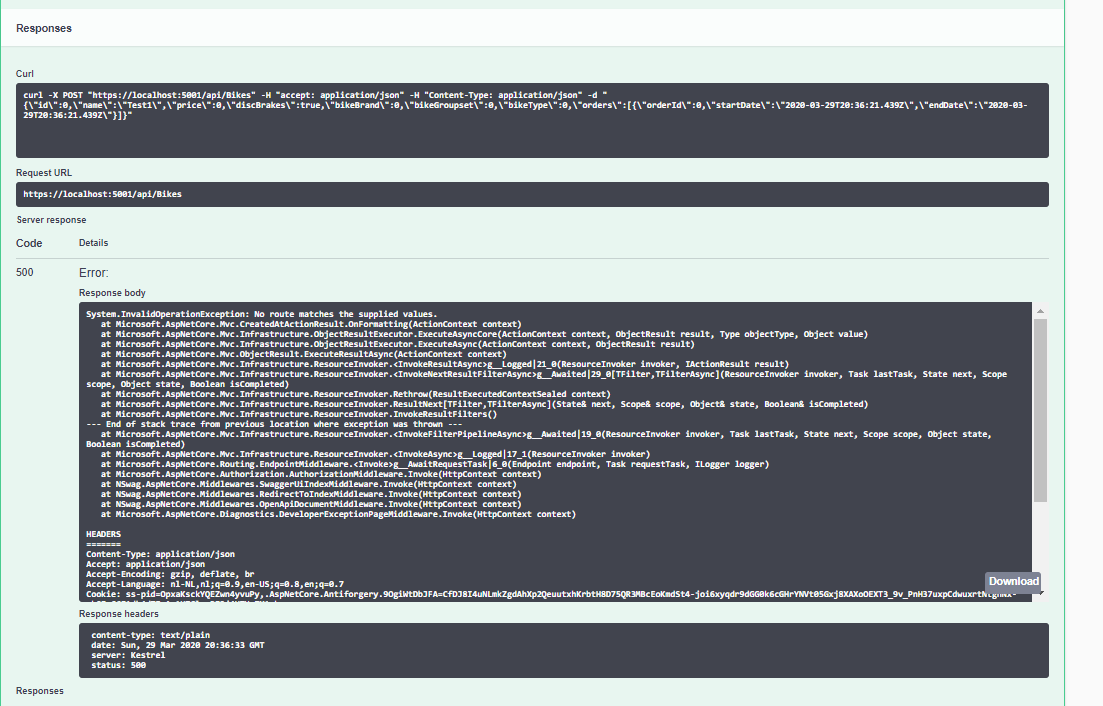 Responses
Curl
curl -X POST "https://localhost:5001/api/Bikes" -H "accept: application/json" -H "Content-Type: application/json" -d "
{\"id\":0,\"name\":\"Test1\",\"price\":0,\"discBrakes\":true,\"bikeBrand\":0,\"bikeGroupset\":0,\"bikeType\":0,\"orders\":[{\"orderId\":0,\"startDate\":\"2020-03-29T20:36:21.439Z\",\"endDate\":\"2020-03-
29T20:36:21.439Z\"}]}"
Request URL
https://localhost:5001/api/Bikes
Server response
Code Details
500 Error:
Response body
System.InvalidOperationException: No route matches the supplied values.
at Microsoft.AspNetCore.Mvc.CreatedAtActionResult.OnFormatting(ActionContext context)
at Microsoft.AspNetCore.Mvc.Infrastructure.ObjectResultExecutor.ExecuteAsyncCore(ActionContext context, ObjectResult result, Type objectType, Object value)
at Microsoft.AspNetCore.Mvc.Infrastructure.ObjectResultExecutor.ExecuteAsync(ActionContext context, ObjectResult result)
at Microsoft.AspNetCore.Mvc.ObjectResult.ExecuteResultAsync(ActionContext context)
at Microsoft.AspNetCore.Mvc.Infrastructure.ResourceInvoker.<InvokeResultAsync>g__Logged|21_0(ResourceInvoker invoker, IActionResult result)
at Microsoft.AspNetCore.Mvc.Infrastructure.ResourceInvoker.<InvokeNextResultFilterAsync>g__Awaited|29_0[TFilter,TFilterAsync](ResourceInvoker invoker, Task lastTask, State next, Scope
scope, Object state, Boolean isCompleted)
at Microsoft.AspNetCore.Mvc.Infrastructure.ResourceInvoker.Rethrow(ResultExecutedContextSealed context)
at Microsoft.AspNetCore.Mvc.Infrastructure.ResourceInvoker.ResultNext[TFilter,TFilterAsync](State& next, Scope& scope, Object& state, Boolean& isCompleted)
at Microsoft.AspNetCore.Mvc.Infrastructure.ResourceInvoker.InvokeResultFilters()
--- End of stack trace from previous location where exception was thrown ---
at Microsoft.AspNetCore.Mvc.Infrastructure.ResourceInvoker.<InvokeFilterPipelineAsync>g__Awaited|19_0(ResourceInvoker invoker, Task lastTask, State next, Scope scope, Object state,
Boolean isCompleted)
at Microsoft.AspNetCore.Mvc.Infrastructure.ResourceInvoker.<InvokeAsync>g__Logged|17_1(ResourceInvoker invoker)
at Microsoft.AspNetCore.Routing.EndpointMiddleware.<Invoke>g__AwaitRequestTask|6_0(Endpoint endpoint, Task requestTask, ILogger logger)
at Microsoft.AspNetCore.Authorization.AuthorizationMiddleware.Invoke(HttpContext context)
at NSwag.AspNetCore.Middlewares.SwaggerUiIndexMiddleware.Invoke(HttpContext context)
at NSwag.AspNetCore.Middlewares.RedirectToIndexMiddleware.Invoke(HttpContext context)
at NSwag.AspNetCore.Middlewares.OpenApiDocumentMiddleware.Invoke(HttpContext context)
at Microsoft.AspNetCore.Diagnostics.DeveloperExceptionPageMiddleware.Invoke(HttpContext context)
HEADERS
=======
Content-Type: application/json
Accept: application/json
Accept-Encoding: gzip, deflate, br
Accept-Language: nl-NL,nl;q=0.9,en-US;q=0.8,en;q=0.7
Download
Cookie:
Response headers
content-type: text/plain
date: Sun, 29 Mar 2020 20:36:33 GMT
server: Kestrel
status: 500
Responses